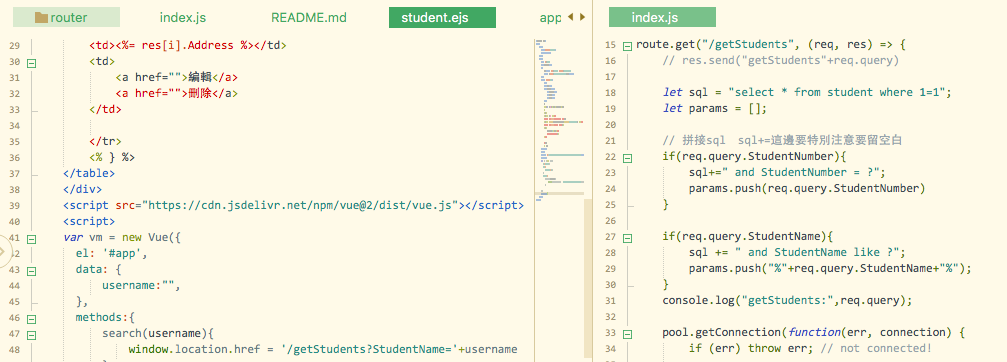 router index.js README.md student.ejs app
29 <td><%= res[i].Address %></td>
30 <td>
31 <a href="">編輯</a>
32 <a href="">刪除</a>
33 </td>
34
35 </tr>
36 <% } %>
37 </table>
38 </div>
39 <script src="https://cdn.jsdelivr.net/npm/vue@2/dist/vue.js"></script>
40 <script>
41 var vm = new Vue({
42 el: '#app',
43 data: {
44 username:"",
45 },
46 methods:{
47 search(username){
48 window.location.href = '/getStudents?StudentName='+username
index.js
15 route.get("/getStudents", (req, res) => {
16 // res.send("getStudents"+req.query)
17
18 let sql = "select * from student where 1=1";
19 let params = [];
20
21 // 拼接sql sql+=這邊要特別注意要留空白
22 if(req.query.StudentNumber){
23 sql+=" and StudentNumber = ?";
24 params.push(req.query.StudentNumber)
25 }
26
27 if(req.query.StudentName){
28 sql += " and StudentName like ?";
29 params.push("%"+req.query.StudentName+"%");
30 }
31 console.log("getStudents:",req.query);
32
33 pool.getConnection(function(err, connection) {
34 if (err) throw err; // not connected!